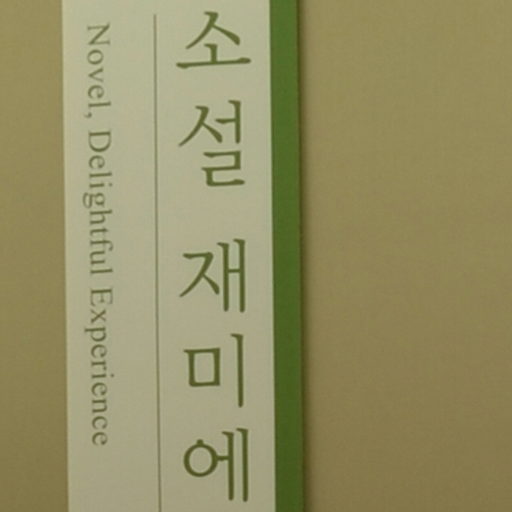 소설 재미에
Novel, Delightful Experience